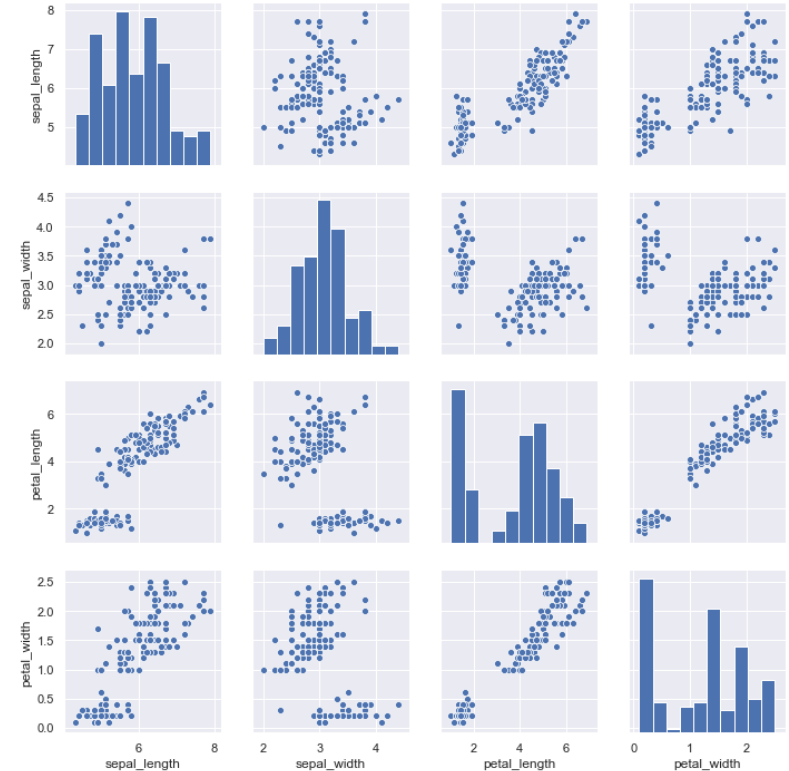 8
7
6
5
sepal_length
4.5
4.0
3.5
3.0
2.5
2.0
sepal_width
6
4
2
petal_length
2.5
2.0
1.5
1.0
0.5
0.0
petal_width
6 8
sepal_length
2 3 4
sepal_width
2 4 6
petal_length
0 1 2
petal_width